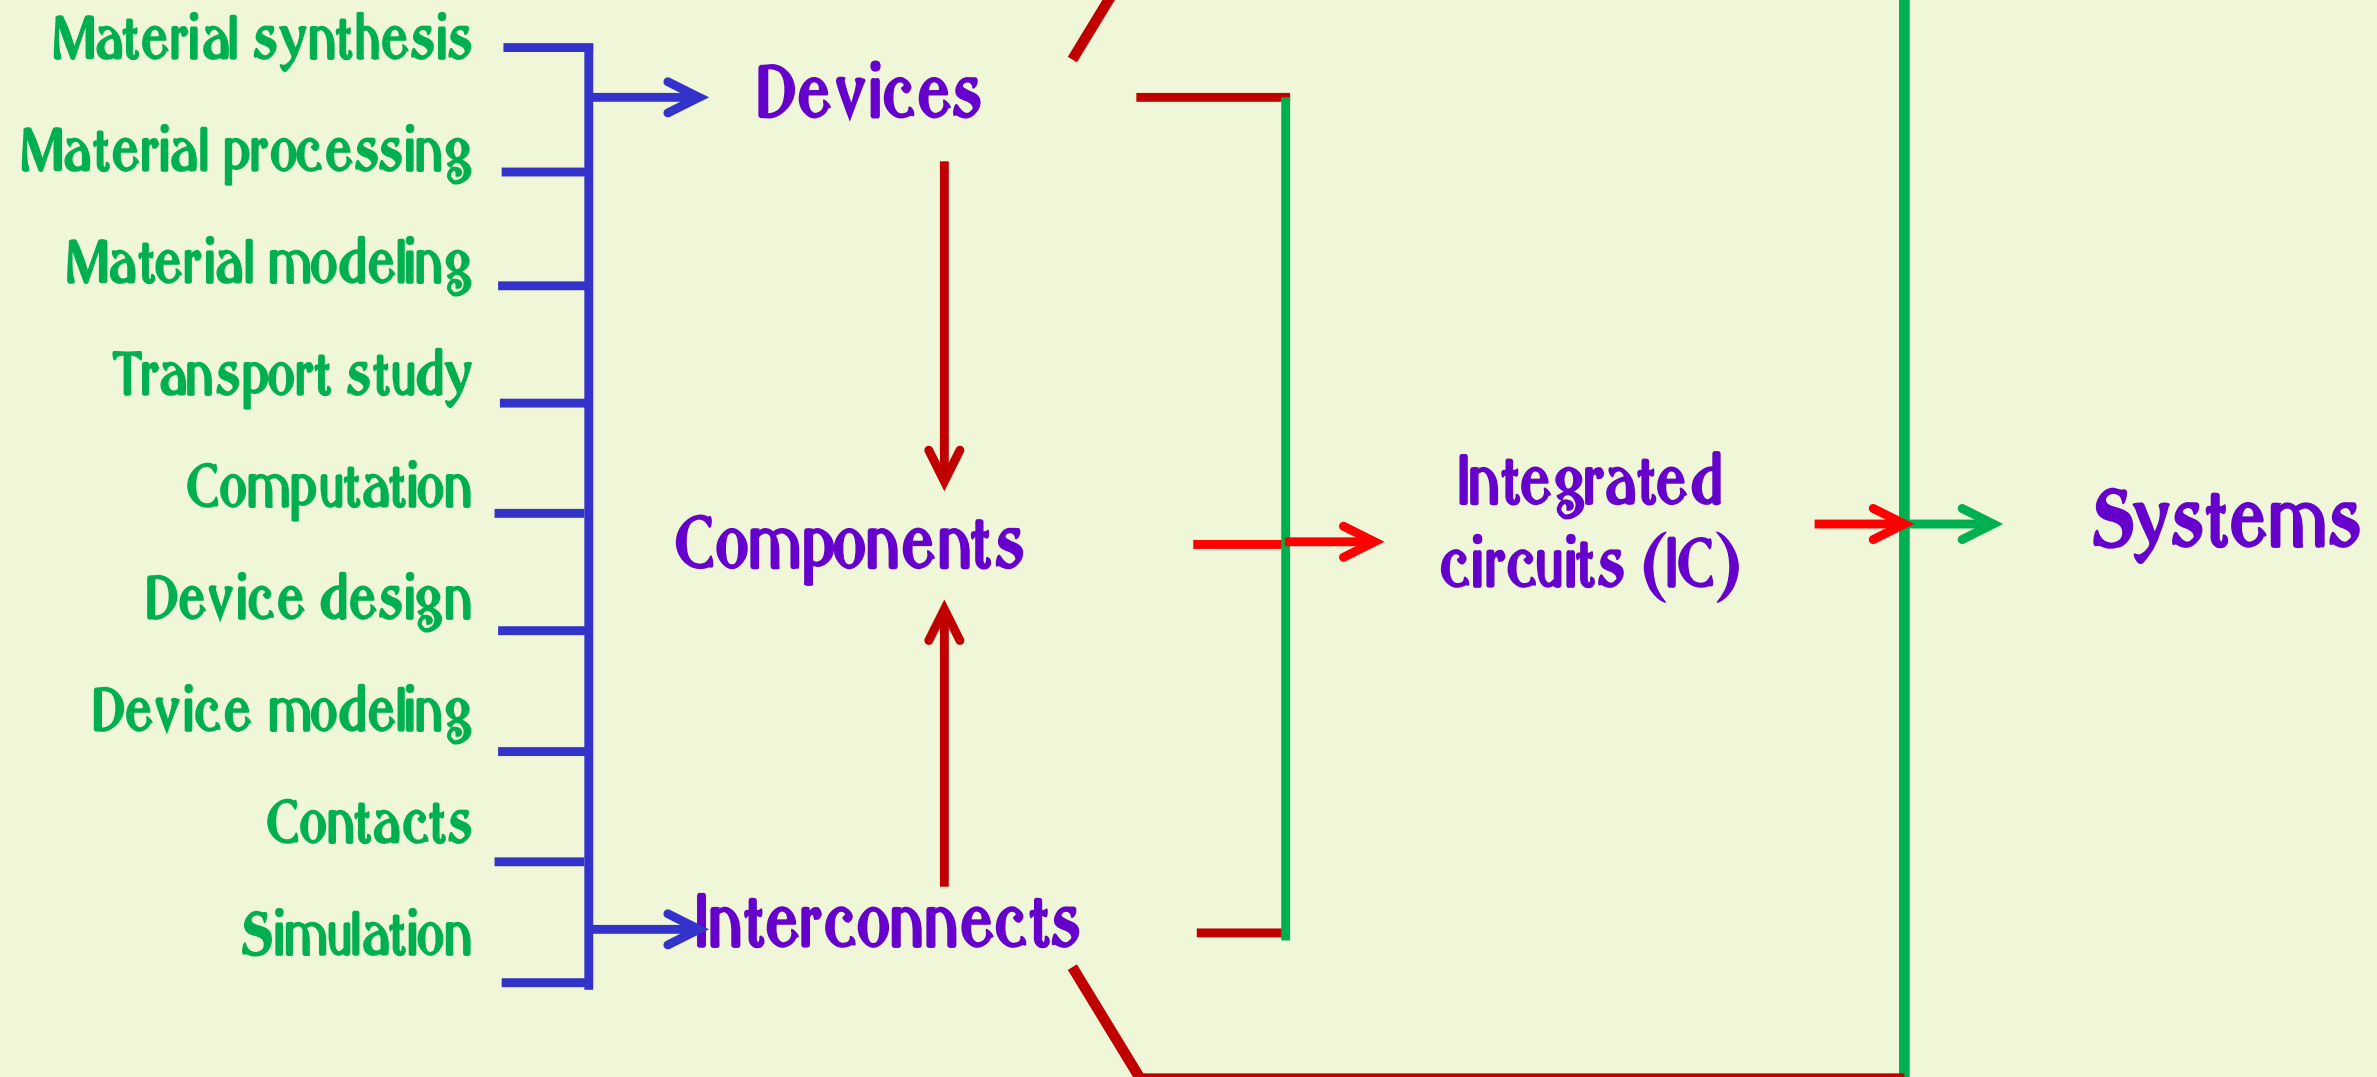 Material synthesis
Material processing
Material modeling
Transport study
Computation
Device design
Device modeling
Contacts
Simulation
Devices
Components
Interconnects
Integrated
circuits (IC)
Systems